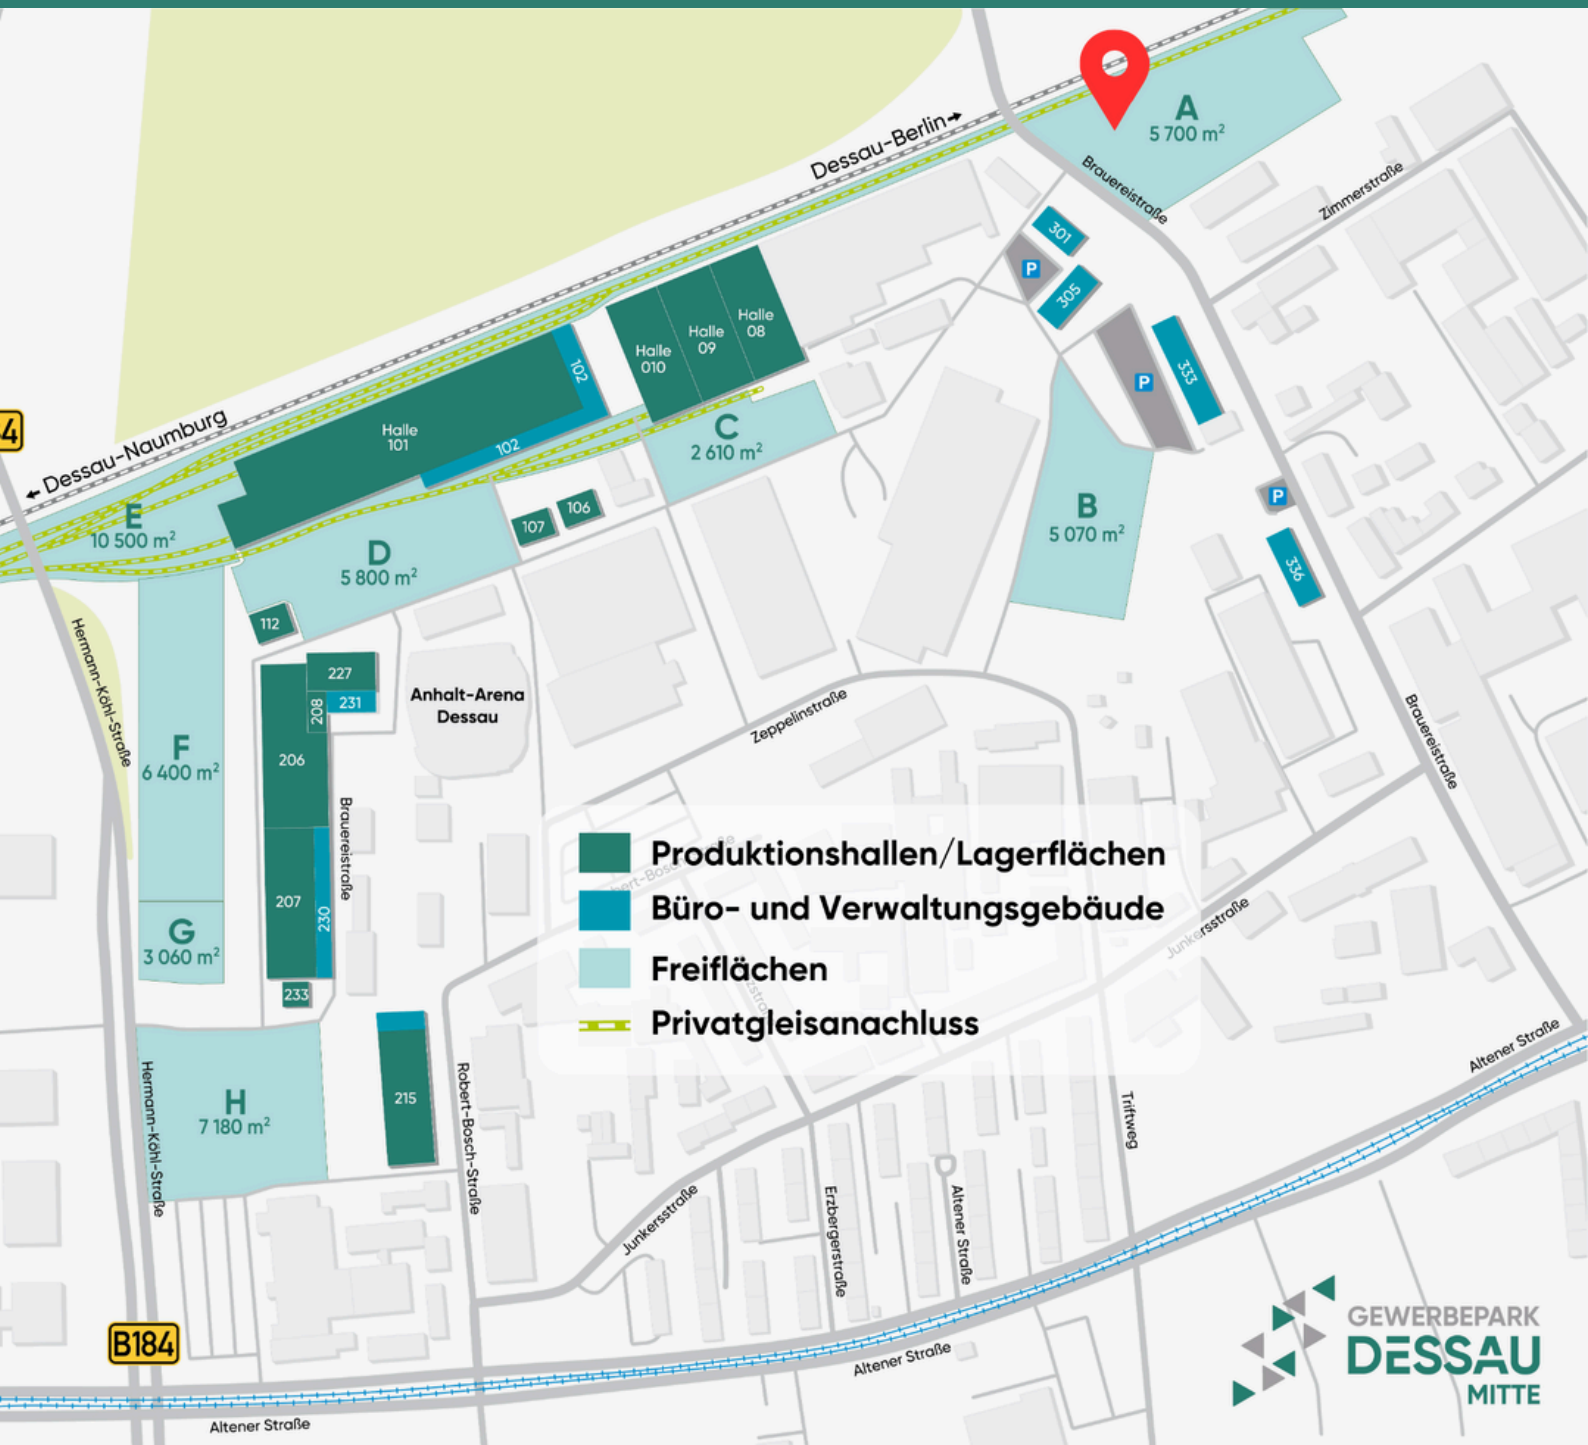 Dessau-Berlin
A
5 700 m²
Brauereistraße
Zimmerstraße
301
P
305
Halle
08
Halle
09
Halle
010
P
333
102
Dessau-Naumburg
4
Halle
101
102
C
2 610 m²
E
10 500 m²
D
5 800 m²
107
106
B
5 070 m²
P
336
112
Hermann-Köhl-Straße
227
231
208
206
Anhalt-Arena
Dessau
Zeppelinstraße
Brauereistraße
F
6 400 m²
Brauereistraße
207
230
G
3 060 m²
233
Produktionshallen/Lagerflächen
Büro- und Verwaltungsgebäude
Freiflächen
Privatgleisanachluss
Junkersstraße
H
7 180 m²
215
Hermann-Köhl-Straße
Robert-Bosch-Straße
Junkersstraße
Erzbergerstraße
Altener Straße
Triftweg
Altener Straße
B184
Altener Straße
Altener Straße
GEWERBEPARK
DESSAU
MITTE